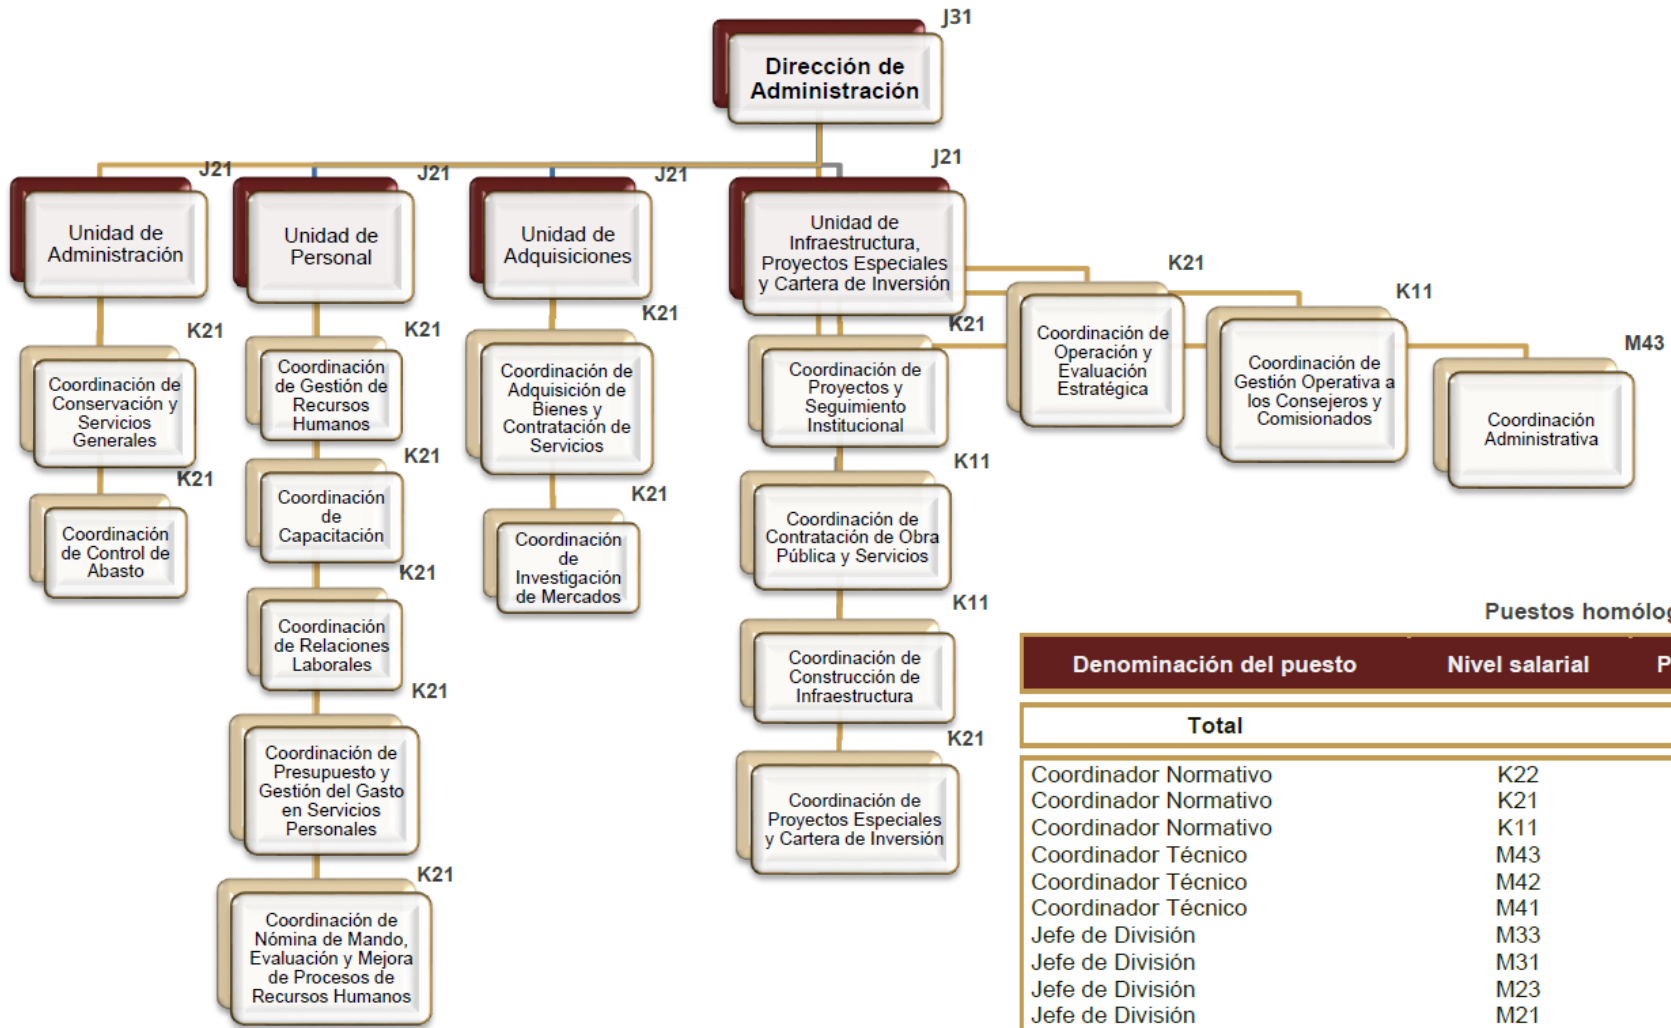 J31
Dirección de
Administración
J21
Unidad de
Administración
J21
Unidad de
Personal
J21
Unidad de
Adquisiciones
J21
Unidad de
Infraestructura,
Proyectos Especiales
y Cartera de Inversión
K21
Coordinación de
Operación y
Evaluación
Estratégica
K11
Coordinación de
Gestión Operativa a
los Consejeros y
Comisionados
M43
Coordinación
Administrativa
K21
Coordinación de
Conservación y
Servicios
Generales
K21
Coordinación
de Control de
Abasto
K21
Coordinación
de Gestión de
Recursos
Humanos
K21
Coordinación
de
Capacitación
K21
Coordinación
de Relaciones
Laborales
K21
Coordinación de
Presupuesto y
Gestión del Gasto
en Servicios
Personales
K21
Coordinación de
Nómina de Mando,
Evaluación y Mejora
de Procesos de
Recursos Humanos
K21
Coordinación de
Adquisición de
Bienes y
Contratación de
Servicios
K21
Coordinación
de
Investigación
de Mercados
K21
Coordinación de
Proyectos y
Seguimiento
Institucional
K11
Coordinación de
Contratación de Obra
Pública y Servicios
K11
Coordinación de
Construcción de
Infraestructura
K21
Coordinación de
Proyectos Especiales
y Cartera de Inversión
Puestos homólog
Denominación del puesto Nivel salarial P
Total
Coordinador Normativo K22
Coordinador Normativo K21
Coordinador Normativo K11
Coordinador Técnico M43
Coordinador Técnico M42
Coordinador Técnico M41
Jefe de División M33
Jefe de División M31
Jefe de División M23
Jefe de División M21